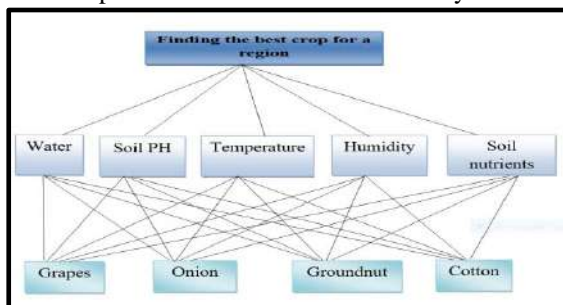 Finding the best crop for a
region
Water
Soil PH
Temperature
Humidity
Soil
nutrients
Grapes
Onion
Groundnut
Cotton